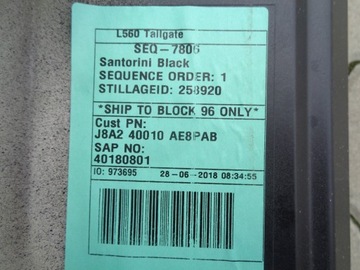 L560 Tailgate
SEQ-7806
Santorini Black
SEQUENCE ORDER: 1
STILLAGEID: 258920
*SHIP TO BLOCK 96 ONLY*
Cust PN:
J8A2 40010 AE8PAB
SAP NO:
40180801
IO: 973695 28-06-2018 08:34:55